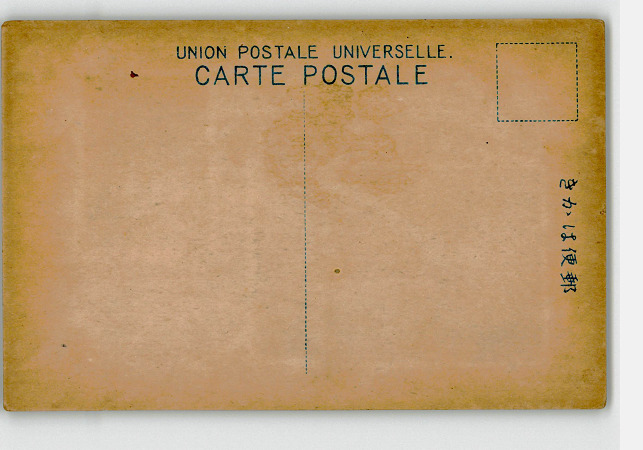 UNION POSTALE UNIVERSELLE.
CARTE POSTALE
きかは便郵